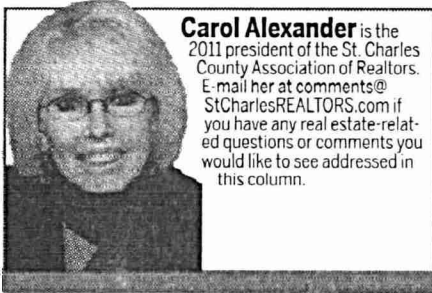 Carol Alexander is the
2011 president of the St. Charles
County Association of Realtors.
E-mail her at comments@
StCharlesREALTORS.com if
you have any real estate-relat-
ed questions or comments you
would like to see addressed in
this column.